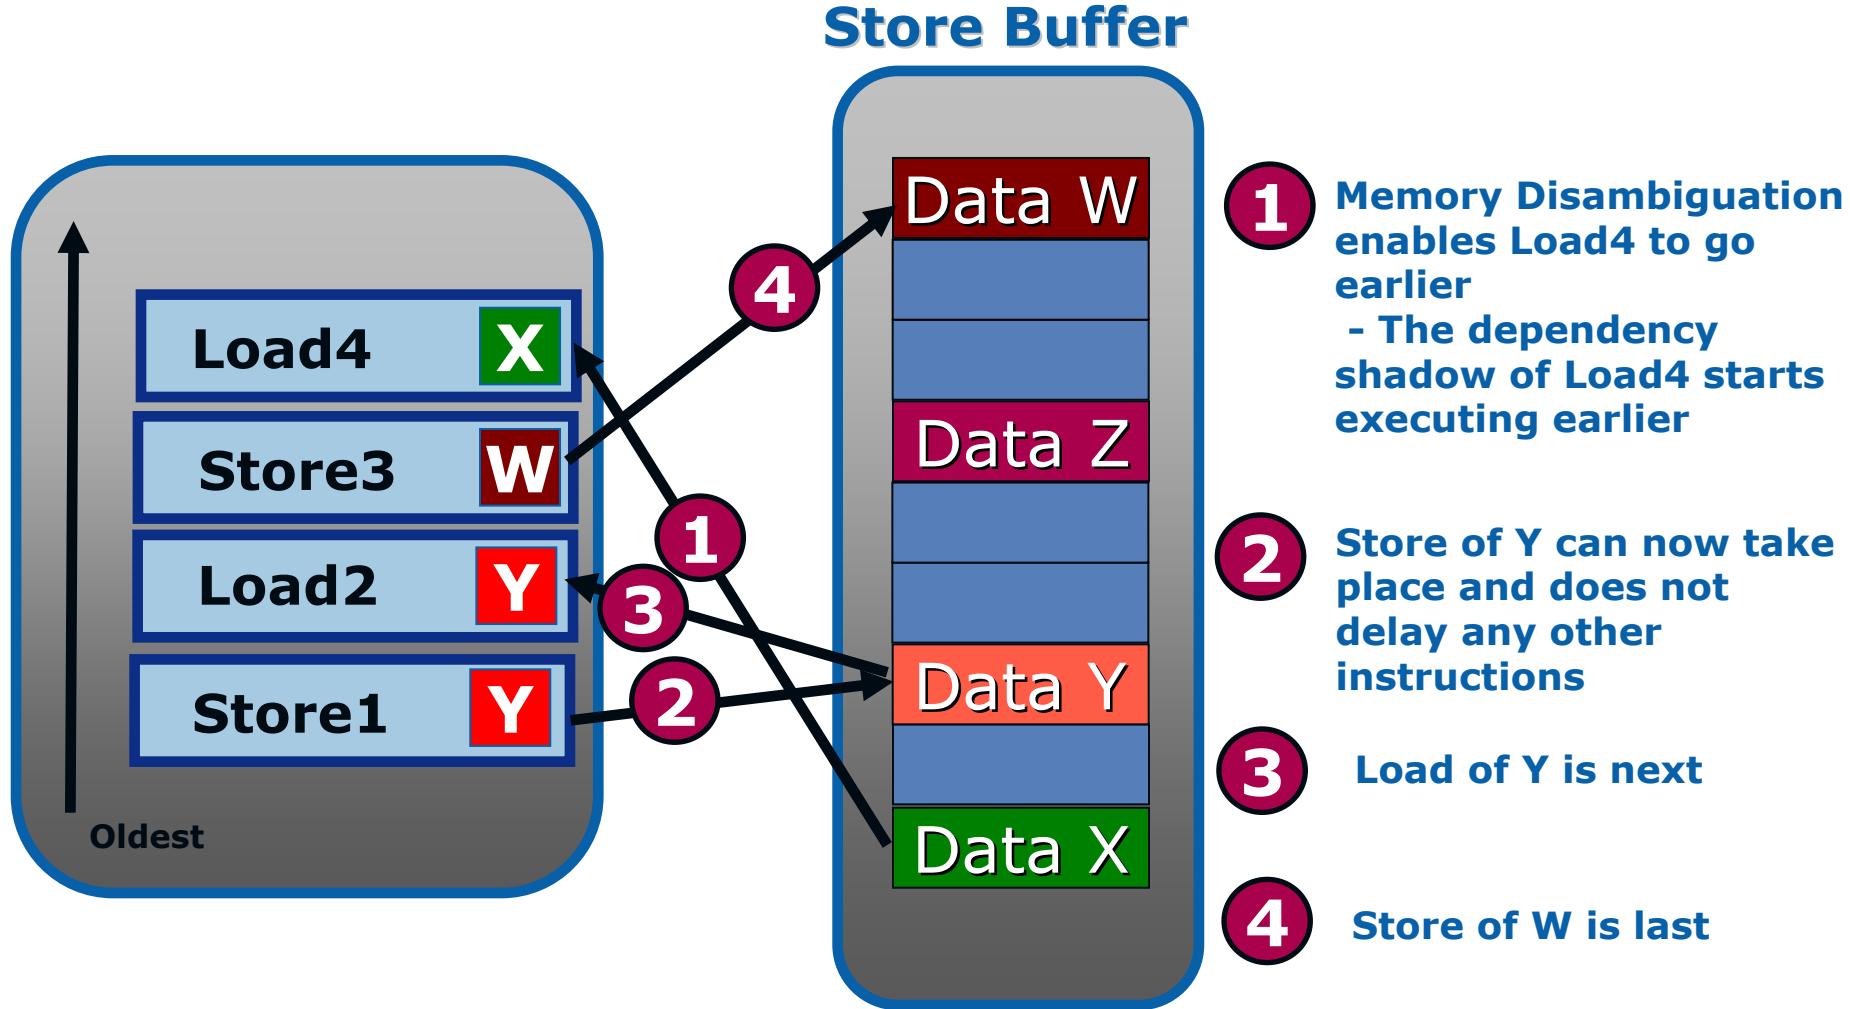 Store Buffer
Load4 X
Store3 W
Load2 Y
Store1 Y
Oldest
4
1
3
2
Data W
Data Z
Data Y
Data X
1
Memory Disambiguation
enables Load4 to go
earlier
- The dependency
shadow of Load4 starts
executing earlier
2
Store of Y can now take
place and does not
delay any other
instructions
3
Load of Y is next
4
Store of W is last